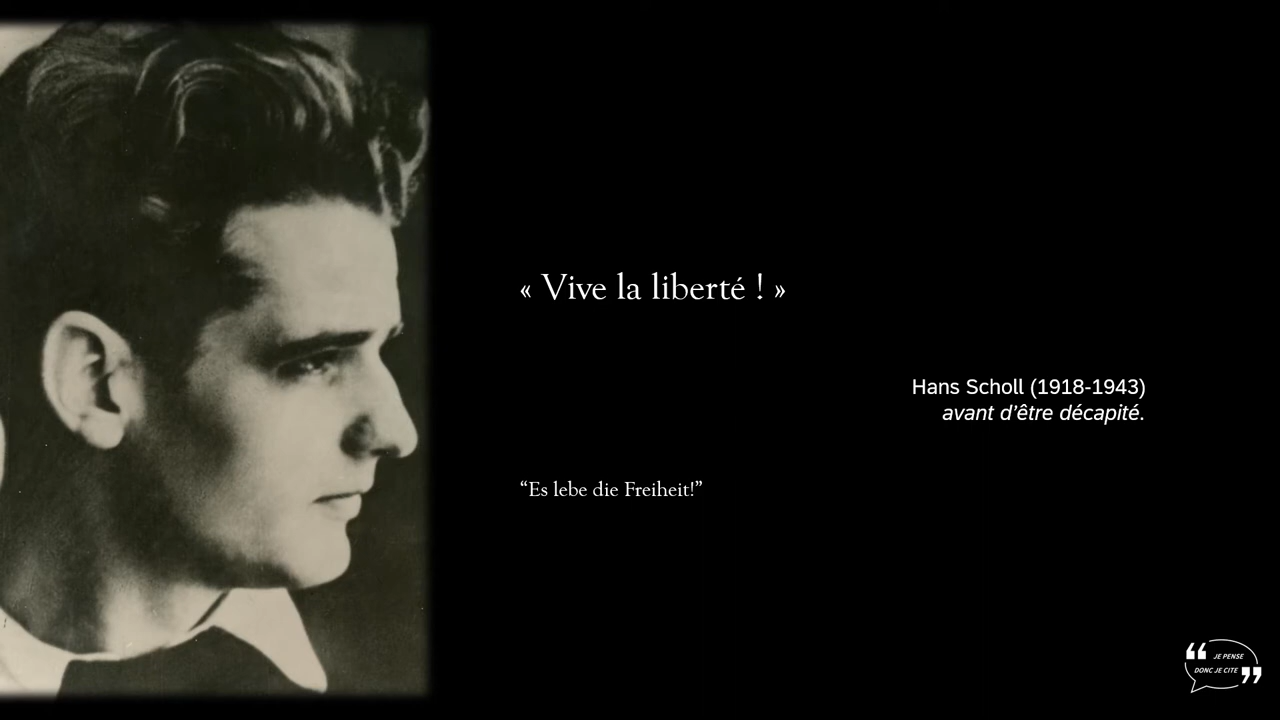 « Vive la liberté ! »
Hans Scholl (1918-1943)
avant d’être décapité.
“Es lebe die Freiheit!”
“ JE PENSE
DONC JE CITE ”